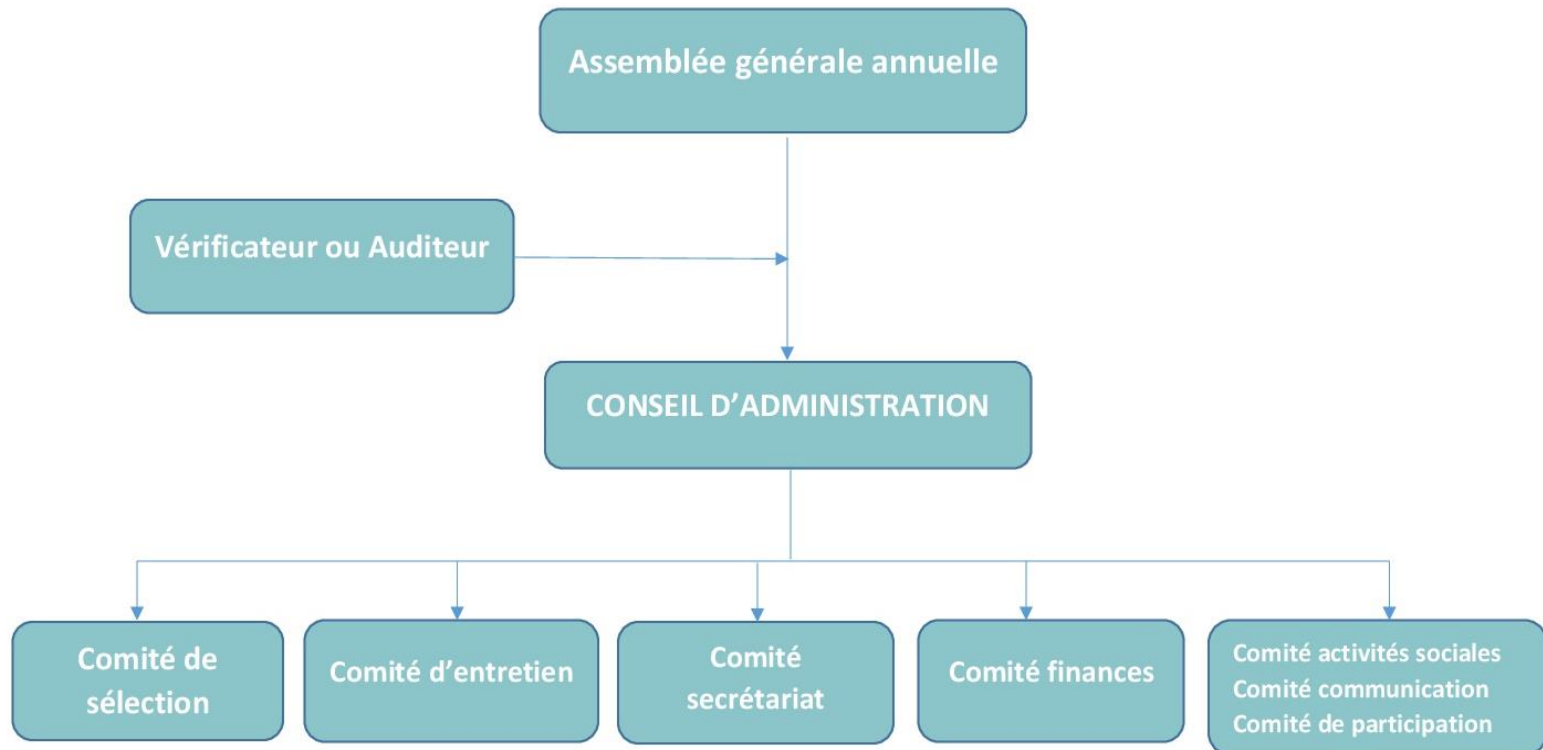 Assemblée générale annuelle
Vérificateur ou Auditeur
CONSEIL D’ADMINISTRATION
Comité de
sélection
Comité d’entretien
Comité
secrétariat
Comité finances
Comité activités sociales
Comité communication
Comité de participation